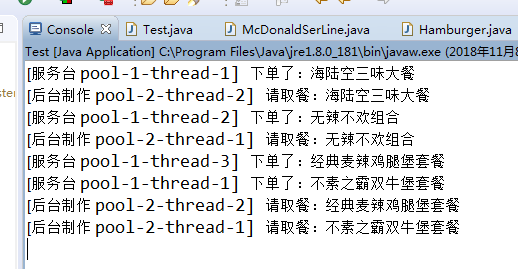 Console
Test.java
McDonaldSerLine.java
Hamburger.java
Test [Java Application] C:\Program Files\Java\jre1.8.0_181\bin\javaw.exe (2018年11月8
[服务台 pool-1-thread-1] 下单了：海陆空三味大餐
[后台制作 pool-2-thread-2] 请取餐：海陆空三味大餐
[服务台 pool-1-thread-2] 下单了：无辣不欢组合
[后台制作 pool-2-thread-1] 请取餐：无辣不欢组合
[服务台 pool-1-thread-3] 下单了：经典麦辣鸡腿堡套餐
[服务台 pool-1-thread-1] 下单了：不素之霸双牛堡套餐
[后台制作 pool-2-thread-2] 请取餐：经典麦辣鸡腿堡套餐
[后台制作 pool-2-thread-1] 请取餐：不素之霸双牛堡套餐